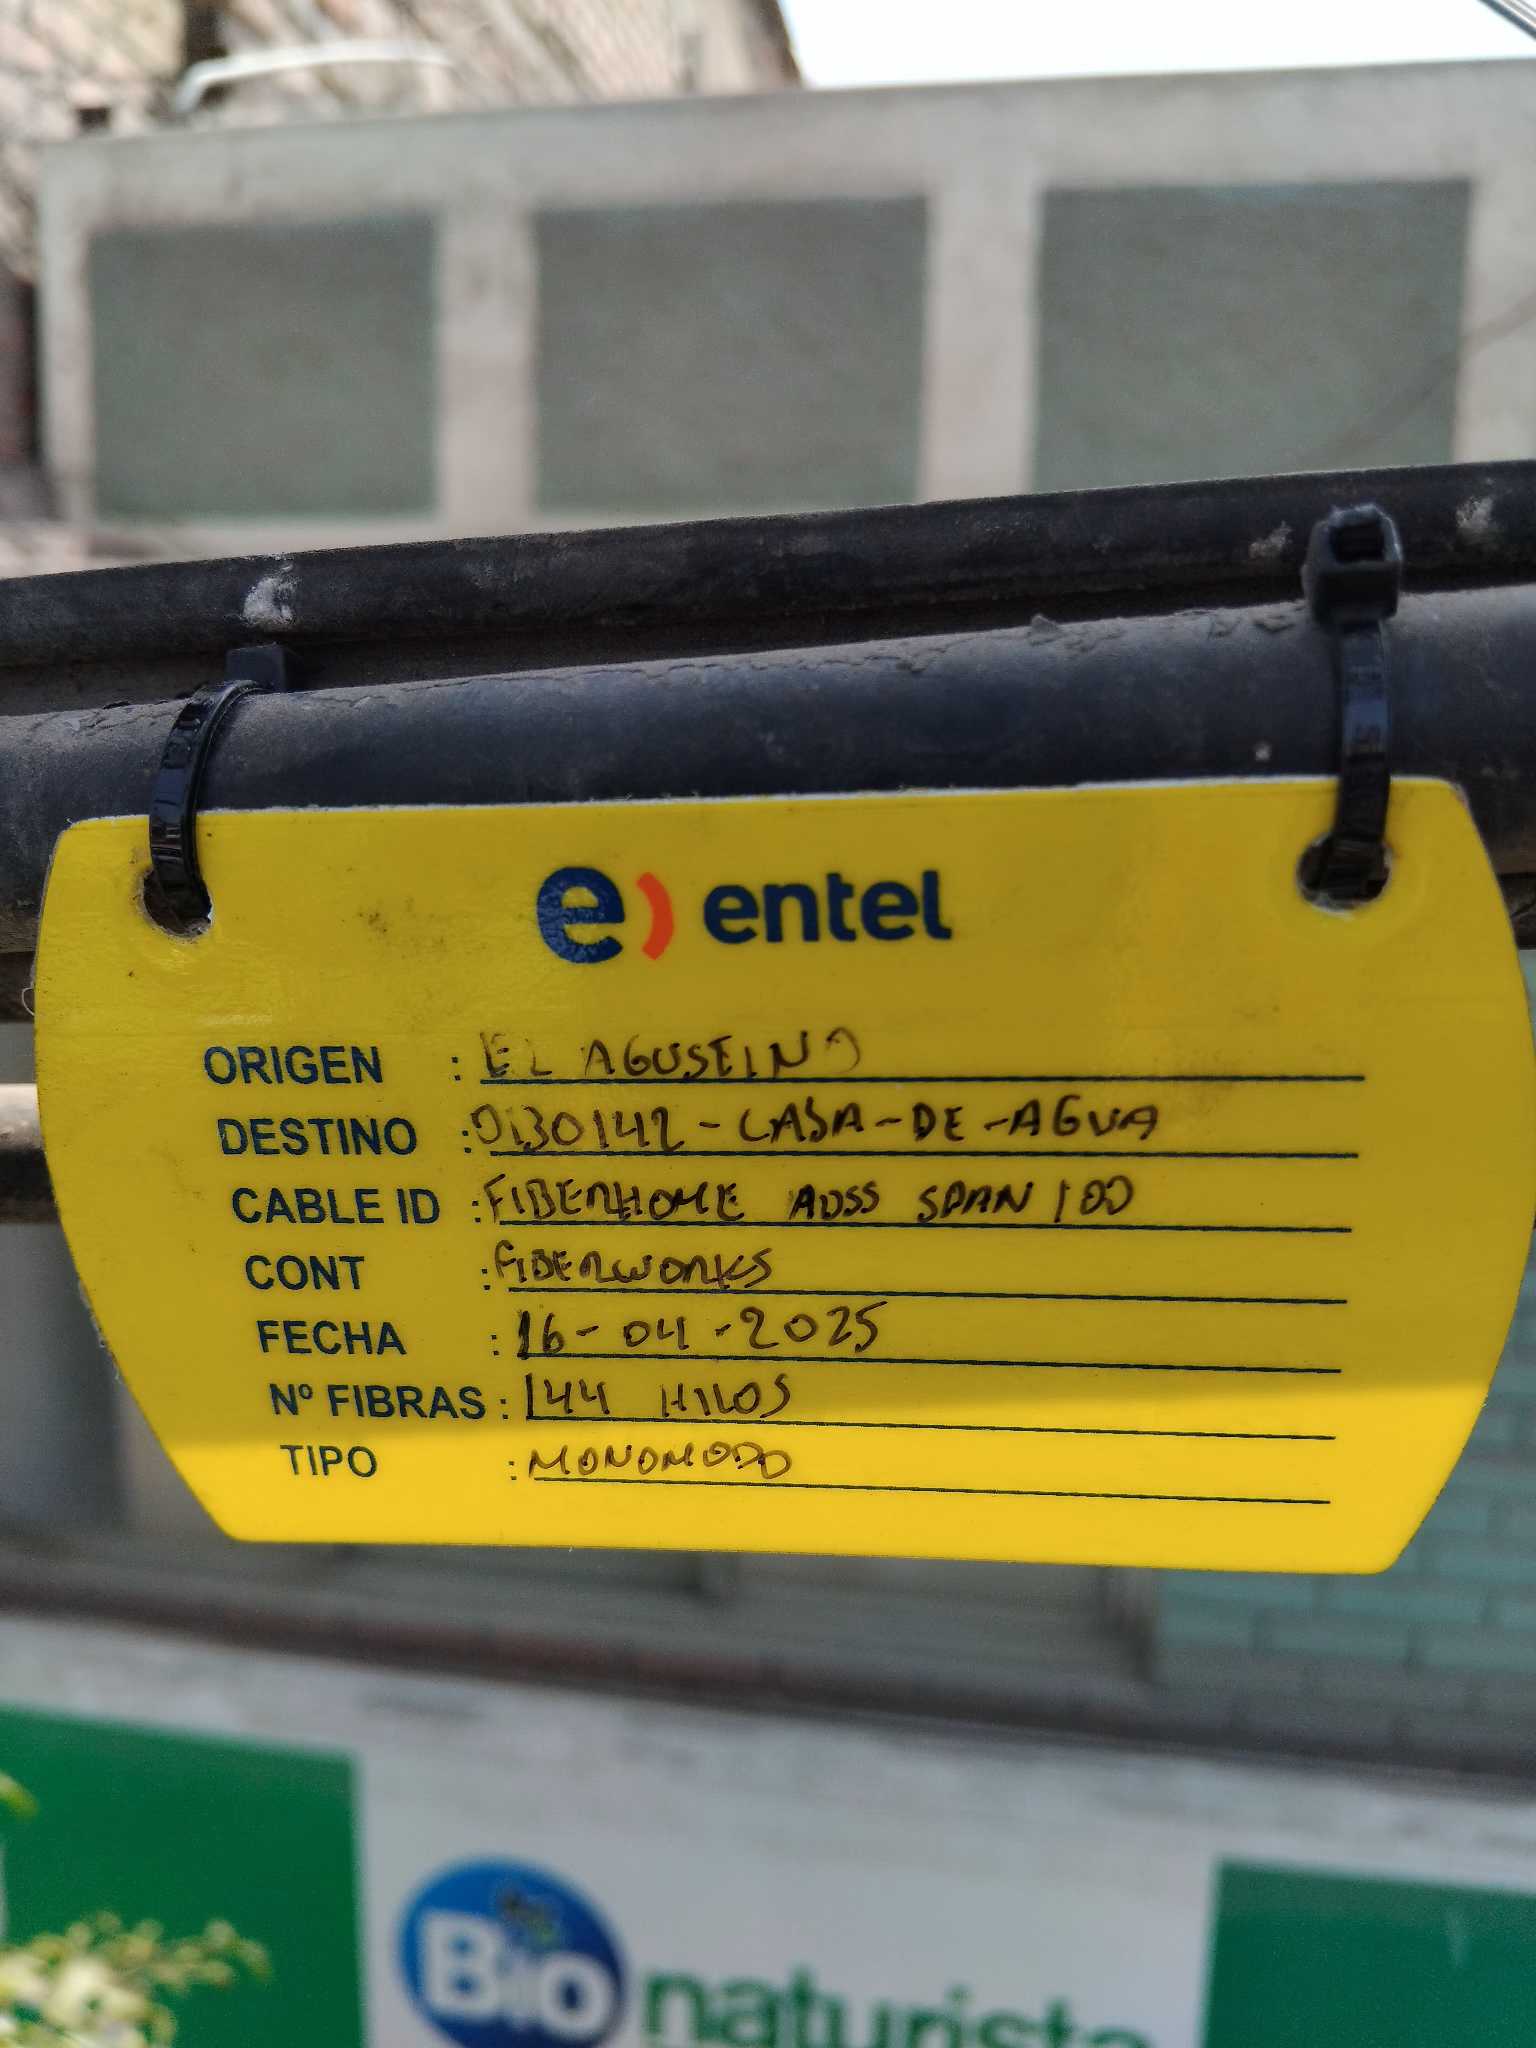 e) entel
ORIGEN : EL AGUSEINO
DESTINO : 0130142-CASA-DE-AGUA
CABLE ID : FIBERHOME ADSS SPAN 100
CONT : FIBERWORKS
FECHA : 16-04-2025
Nº FIBRAS : 144 HILOS
TIPO : MONOMODO
Bio naturista